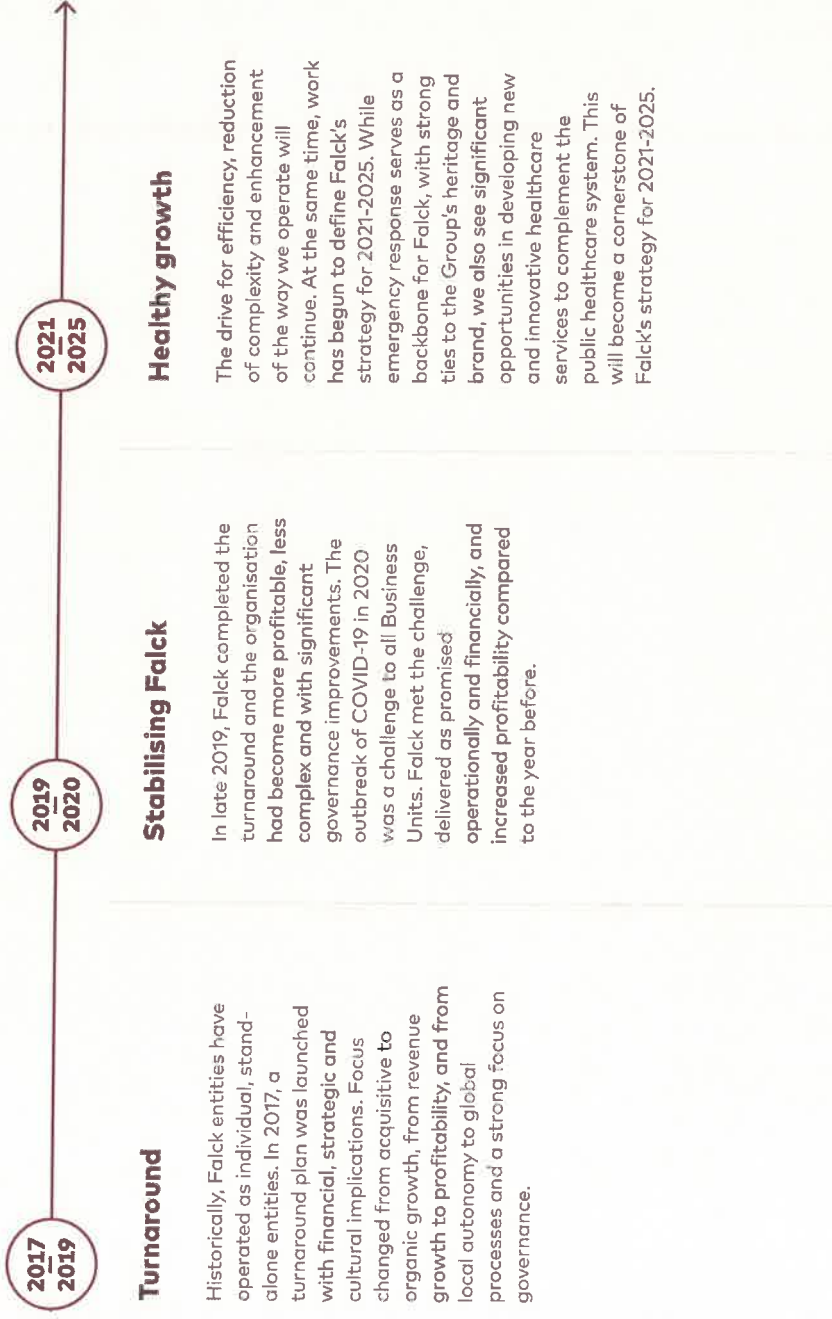 2017
2019
Turnaround
Historically, Falck entities have
operated as individual, stand-
alone entities. In 2017, a
turnaround plan was launched
with financial, strategic and
cultural implications. Focus
changed from acquisitive to
organic growth, from revenue
growth to profitability, and from
local autonomy to global
processes and a strong focus on
governance.
2019
2020
Stabilising Falck
In late 2019, Falck completed the
turnaround and the organisation
had become more profitable, less
complex and with significant
governance improvements. The
outbreak of COVID-19 in 2020
was a challenge to all Business
Units. Falck met the challenge,
delivered as promised
operationally and financially, and
increased profitability compared
to the year before.
2021
2025
Healthy growth
The drive for efficiency, reduction
of complexity and enhancement
of the way we operate will
continue. At the same time, work
has begun to define Falck's
strategy for 2021-2025. While
emergency response serves as a
backbone for Falck, with strong
ties to the Group's heritage and
brand, we also see significant
opportunities in developing new
and innovative healthcare
services to complement the
public healthcare system. This
will become a cornerstone of
Falck's strategy for 2021-2025.